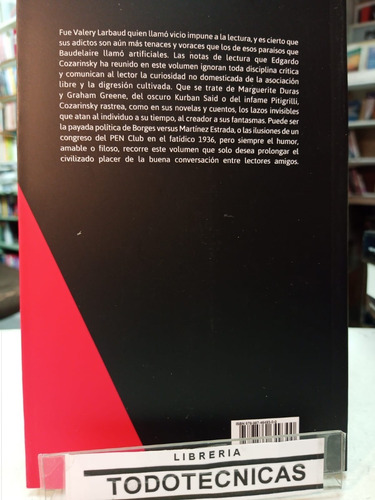 Fue Valery Larbaud quien llamó vicio impune a la lectura, y es cierto que
sus adictos son aún más tenaces y voraces que los de esos paraísos que
Baudelaire llamó artificiales. Las notas de lectura que Edgardo
Cozarinsky ha reunido en este volumen ignoran toda disciplina crítica
y comunican al lector la curiosidad no domesticada de la asociación
libre y la digresión cultivada. Que se trate de Marguerite Duras
y Graham Greene, del oscuro Kurban Said o del infame Pitigrilli,
Cozarinsky rastrea, como en sus novelas y cuentos, los lazos invisibles
que atan al individuo a su tiempo, al creador a sus fantasmas. Puede ser
la payada política de Borges versus Martínez Estrada, o las ilusiones de un
congreso del PEN Club en el fatídico 1936, pero siempre el humor,
amable o filoso, recorre este volumen que solo desea prolongar el
civilizado placer de la buena conversación entre lectores amigos.
LIBRERIA
TODOTECNICAS